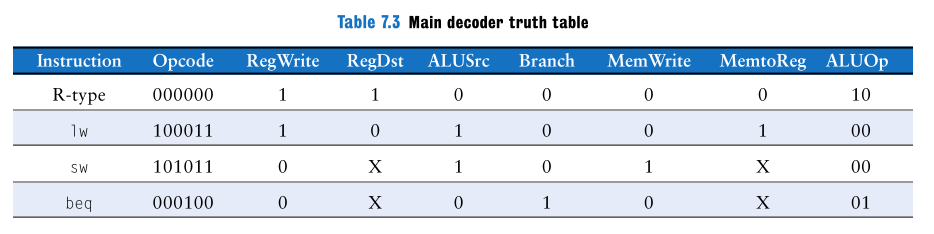 Table 7.3 Main decoder truth table
Instruction Opcode RegWrite RegDst ALUSrc Branch MemWrite MemtoReg ALUOp
R-type 000000 1 1 0 0 0 0 10
lw 100011 1 0 1 0 0 1 00
sw 101011 0 X 1 0 1 X 00
beq 000100 0 X 0 1 0 X 01